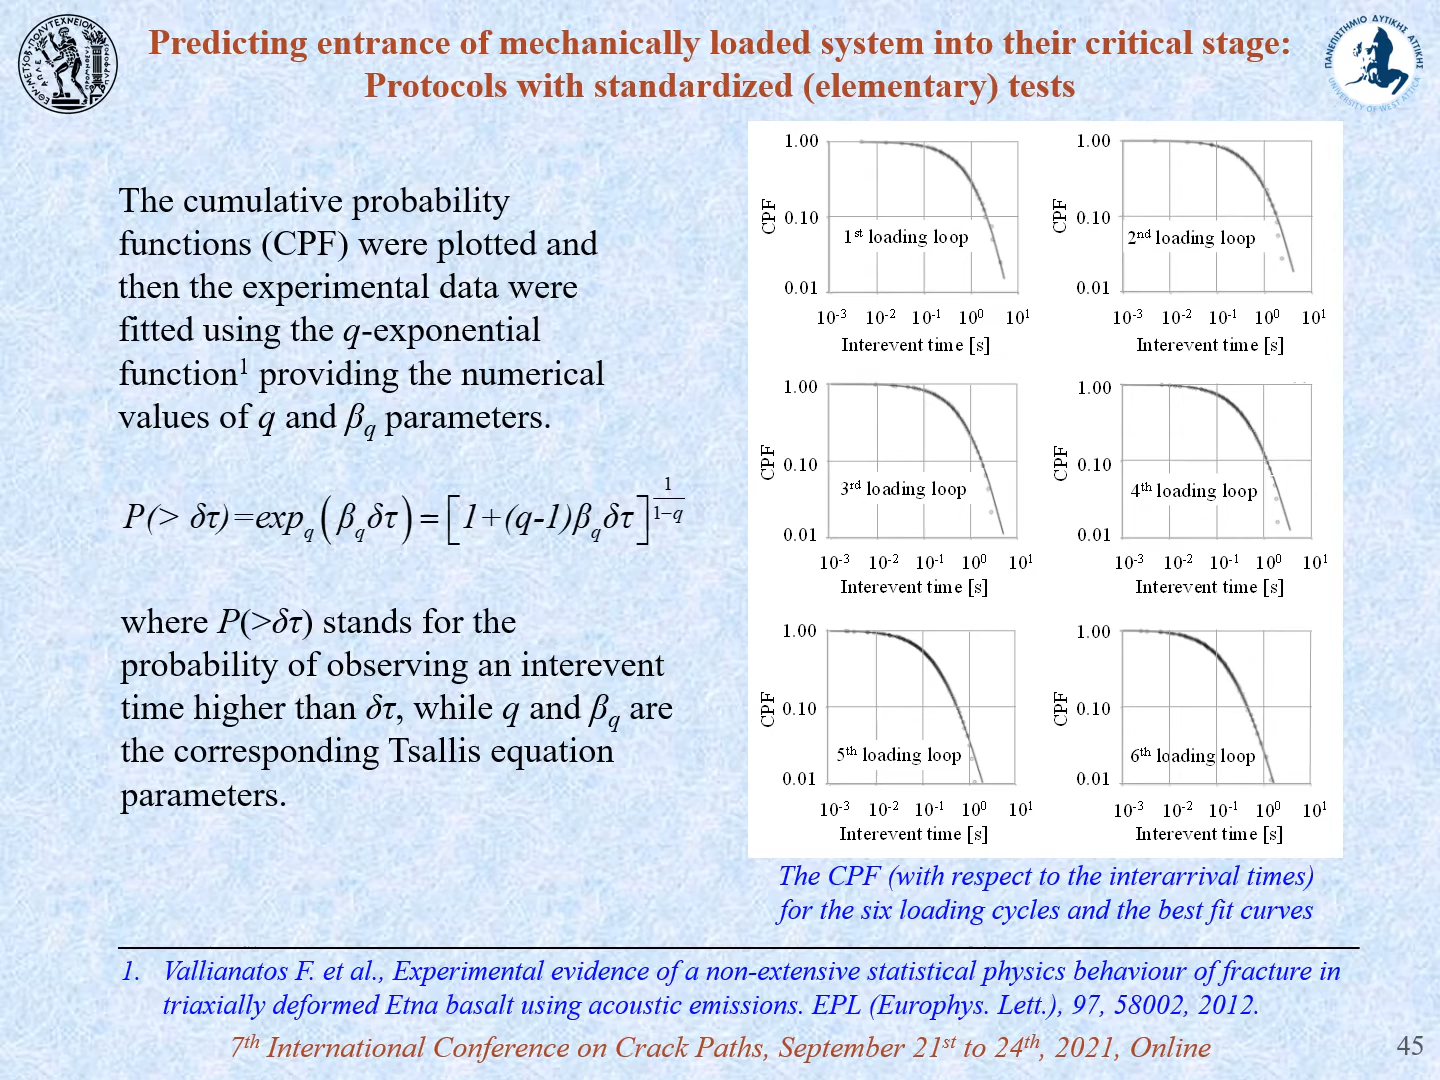 Predicting entrance of mechanically loaded system into their critical stage:
Protocols with standardized (elementary) tests
ΠΑΝΕΠΙΣΤΗΜΙΟ ΔΥΤΙΚΗΣ ΑΤΤΙΚΗΣ
UNIVERSITY OF WEST ATTICA
The cumulative probability
functions (CPF) were plotted and
then the experimental data were
fitted using the q-exponential
function¹ providing the numerical
values of q and β_q parameters.
P(> δτ)=exp_q(β_qδτ)=[1+(q-1)β_qδτ]^(1/(1−q))
where P(>δτ) stands for the
probability of observing an interevent
time higher than δτ, while q and β_q are
the corresponding Tsallis equation
parameters.
1.00
CPF
0.10
1st loading loop
0.01
10⁻³ 10⁻² 10⁻¹ 10⁰ 10¹
Interevent time [s]
1.00
CPF
0.10
2nd loading loop
0.01
10⁻³ 10⁻² 10⁻¹ 10⁰ 10¹
Interevent time [s]
1.00
CPF
0.10
3rd loading loop
0.01
10⁻³ 10⁻² 10⁻¹ 10⁰ 10¹
Interevent time [s]
1.00
CPF
0.10
4th loading loop
0.01
10⁻³ 10⁻² 10⁻¹ 10⁰ 10¹
Interevent time [s]
1.00
CPF
0.10
5th loading loop
0.01
10⁻³ 10⁻² 10⁻¹ 10⁰ 10¹
Interevent time [s]
1.00
CPF
0.10
6th loading loop
0.01
10⁻³ 10⁻² 10⁻¹ 10⁰ 10¹
Interevent time [s]
The CPF (with respect to the interarrival times)
for the six loading cycles and the best fit curves
1. Vallianatos F. et al., Experimental evidence of a non-extensive statistical physics behaviour of fracture in
triaxially deformed Etna basalt using acoustic emissions. EPL (Europhys. Lett.), 97, 58002, 2012.
7th International Conference on Crack Paths, September 21st to 24th, 2021, Online
45